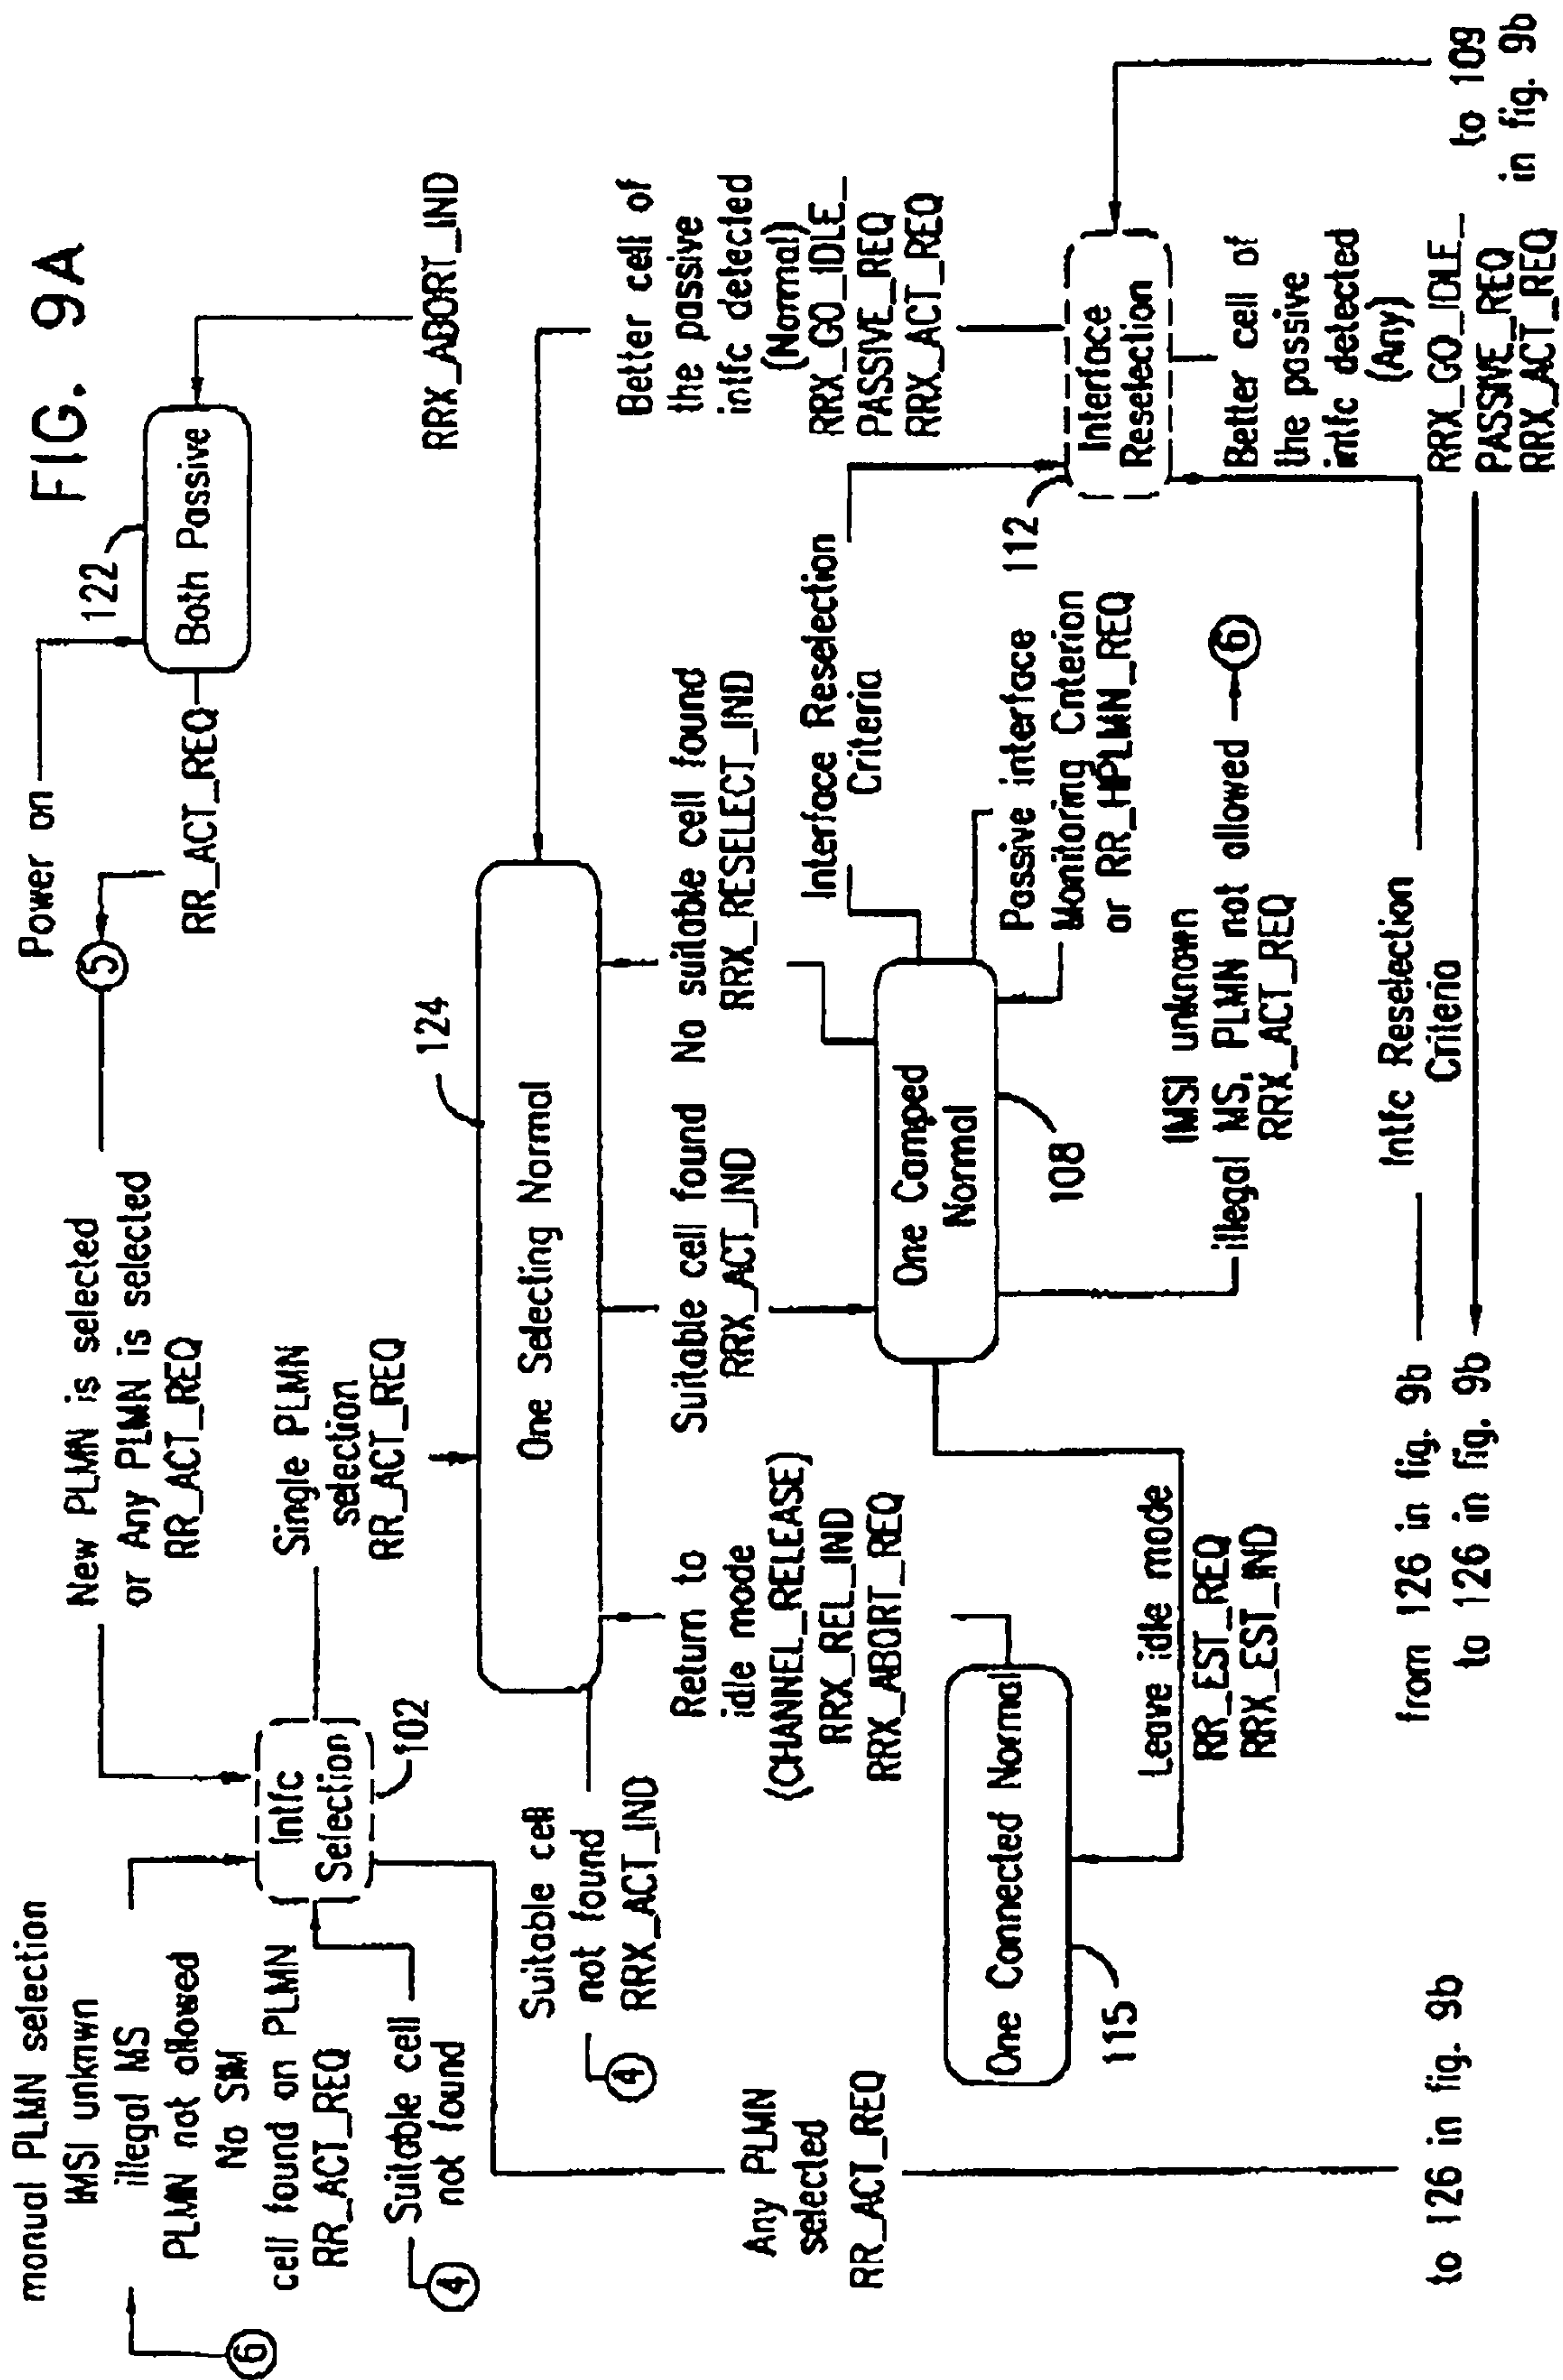 FIG. 9A
Power on
122
Both Passive
RR_ACT_REQ
RRX_ABORT_IND
5
New PLMN is selected
or Any PLMN is selected
RR_ACT_REQ
manual PLMN selection
IMSI unknwn
illegal MS
PLMN not allowed
No SIM
cell found on PLMN
RR_ACT_REQ
6
Suitable cell
not found
4
Intfc
Selection
102
Single PLMN
selection
RR_ACT_REQ
124
One Selecting Normal
Suitable cell
not found
RRX_ACT_IND
4
Any PLMN
selected
RR_ACT_REQ
to 126 in fig. 9b
Return to
idle mode
(CHANNEL_RELEASE)
RRX_REL_IND
RRX_ABORT_REQ
Suitable cell found
RRX_ACT_IND
No suitable cell found
RRX_RESELECT_IND
Better cell of
the passive
intfc detected
(Normal)
RRX_GO_IDLE_
PASSIVE_REQ
RRX_ACT_REQ
One Connected Normal
115
Leave idle mode
RR_EST_REQ
RRX_EST_IND
One Camped
Normal
108
Interface Reselection
Criteria
Passive interface
Monitoring Criterion
or RR_HPLMN_REQ
IMSI unknown
illegal MS, PLMN not allowed
RRX_ACT_REQ
6
112
Interface
Reselection
Better cell of
the passive
intfc detected
(Any)
RRX_GO_IDLE_
PASSIVE_REQ
RRX_ACT_REQ
to 109
in fig. 9b
Intfc Reselection
Criteria
from 126 in fig. 9b
to 126 in fig. 9b